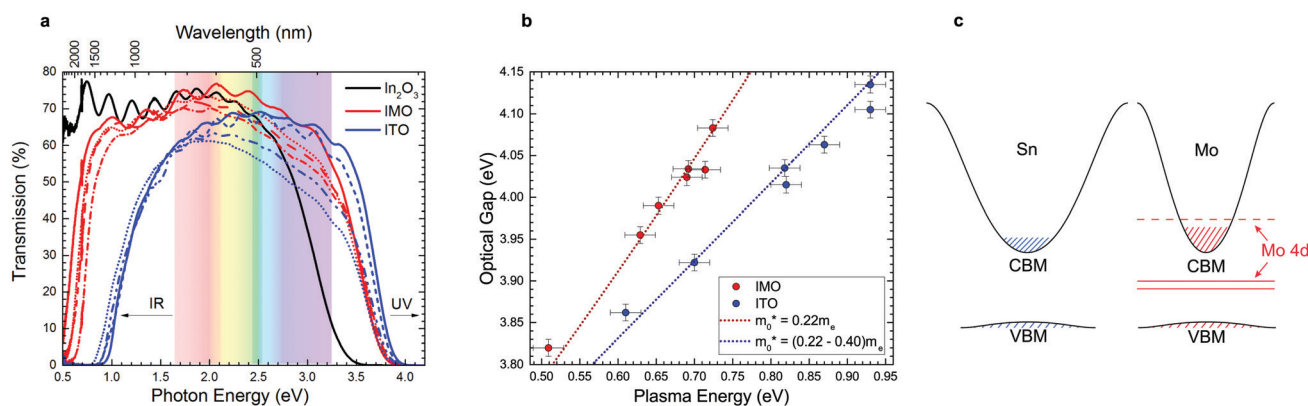 a
Wavelength (nm)
2000
1500
1000
500
80
70
60
50
40
30
20
10
0
Transmission (%)
In₂O₃
IMO
ITO
IR
UV
0.5 1.0 1.5 2.0 2.5 3.0 3.5 4.0
Photon Energy (eV)
b
4.15
4.10
4.05
4.00
3.95
3.90
3.85
3.80
Optical Gap (eV)
IMO
ITO
m₀* = 0.22mₑ
m₀* = (0.22 - 0.40)mₑ
0.50 0.55 0.60 0.65 0.70 0.75 0.80 0.85 0.90 0.95
Plasma Energy (eV)
c
Sn
Mo
CBM
CBM
Mo 4d
VBM
VBM